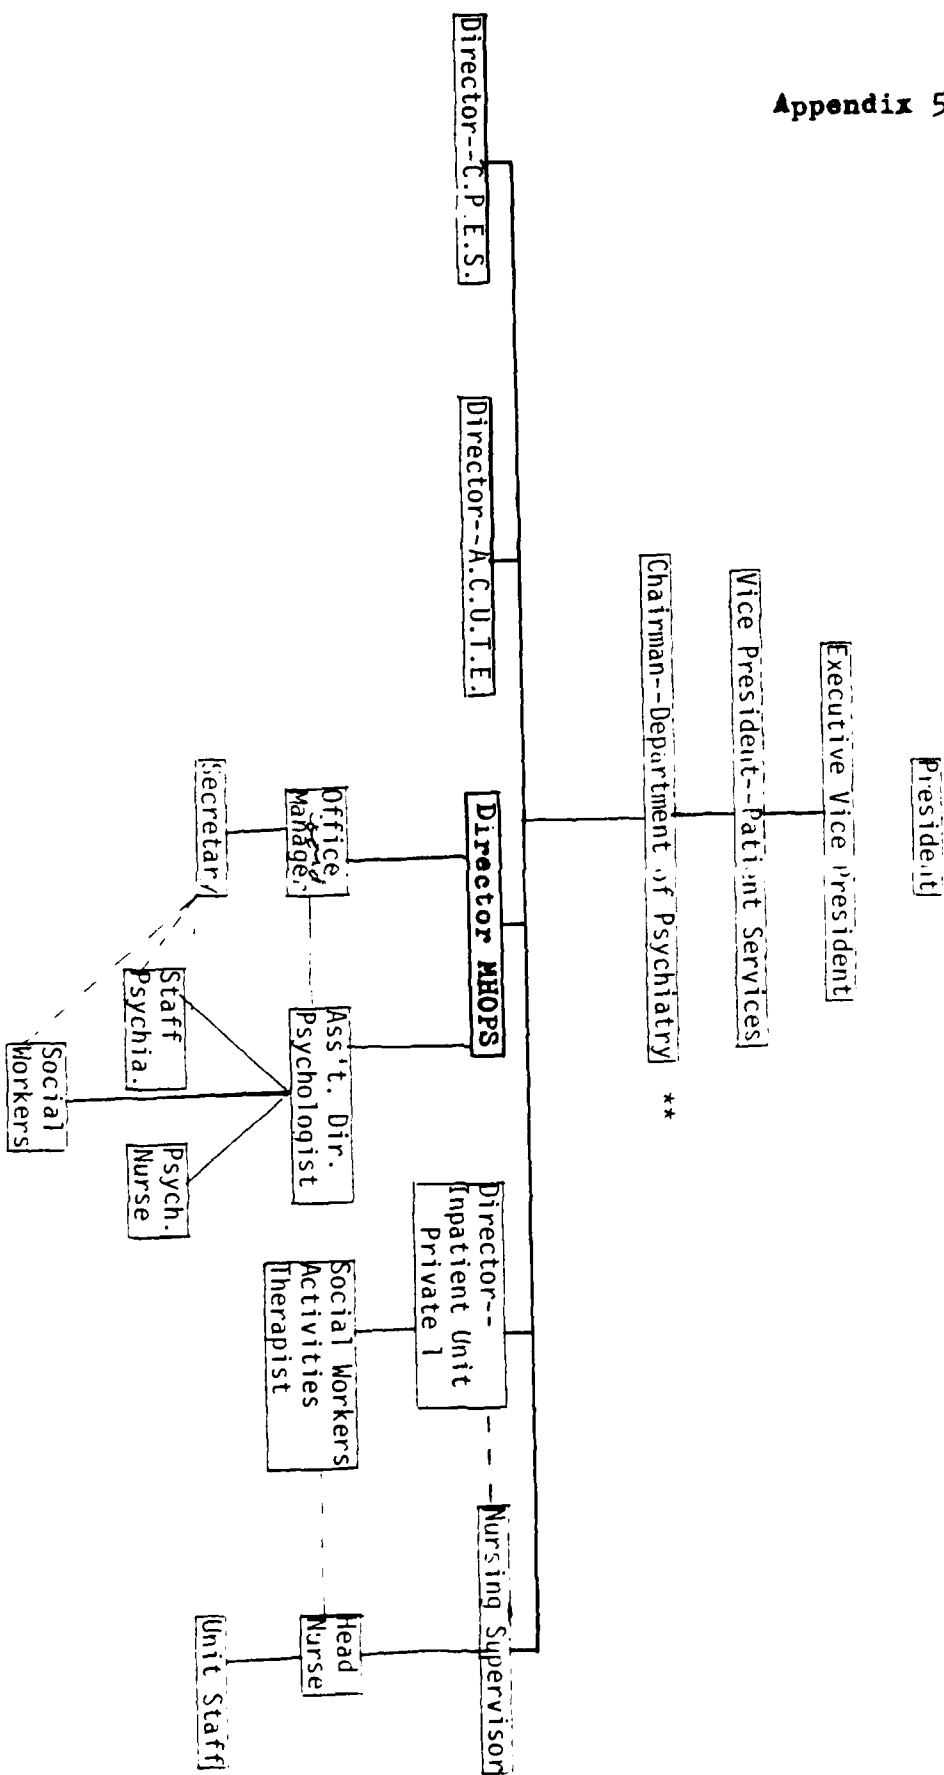 Appendix 5
President
Executive Vice President
Vice President--Patient Services
Chairman--Department of Psychiatry **
Director--C.P.E.S.
Director--A.C.U.T.E.
Director MHOPS
Director--
Inpatient Unit
Private 1
Nursing Supervisor
Office
Manager
Ass't. Dir.
Psychologist
Social Workers
Activities
Therapist
Head
Nurse
Secretary
Staff
Psychia.
Psych.
Nurse
Unit Staff
Social
Workers